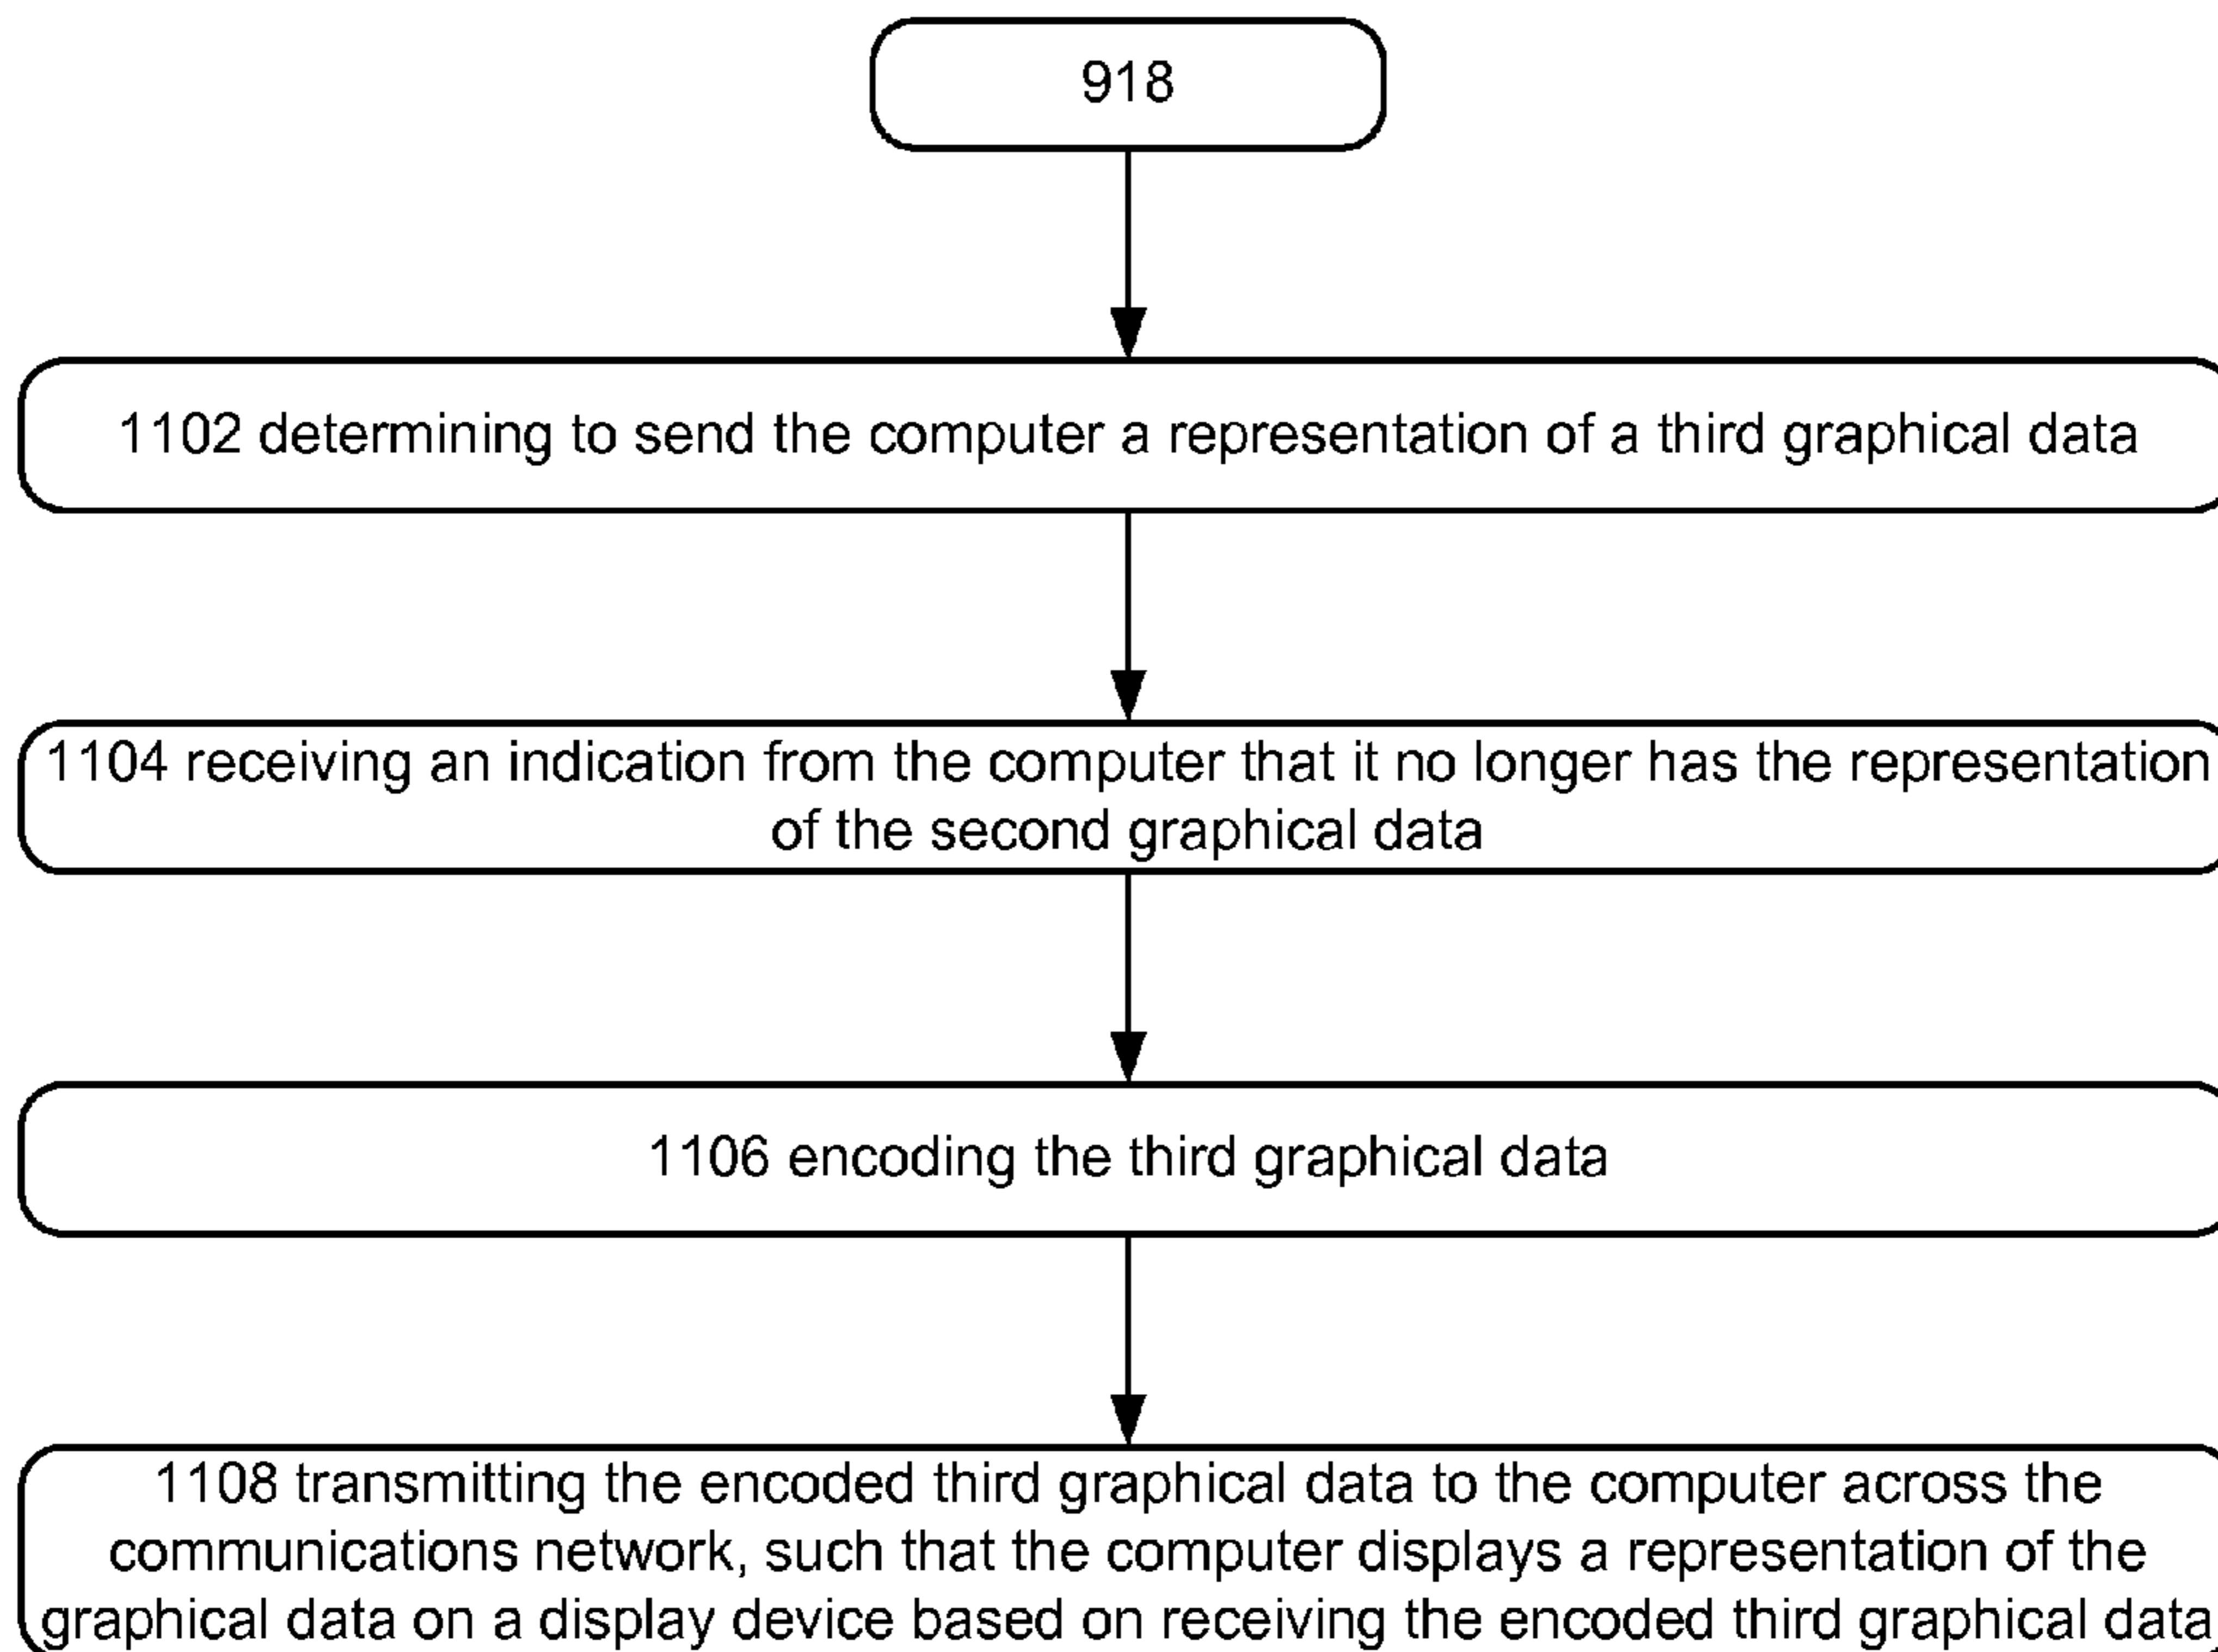 918
1102 determining to send the computer a representation of a third graphical data
1104 receiving an indication from the computer that it no longer has the representation
of the second graphical data
1106 encoding the third graphical data
1108 transmitting the encoded third graphical data to the computer across the
communications network, such that the computer displays a representation of the
graphical data on a display device based on receiving the encoded third graphical data